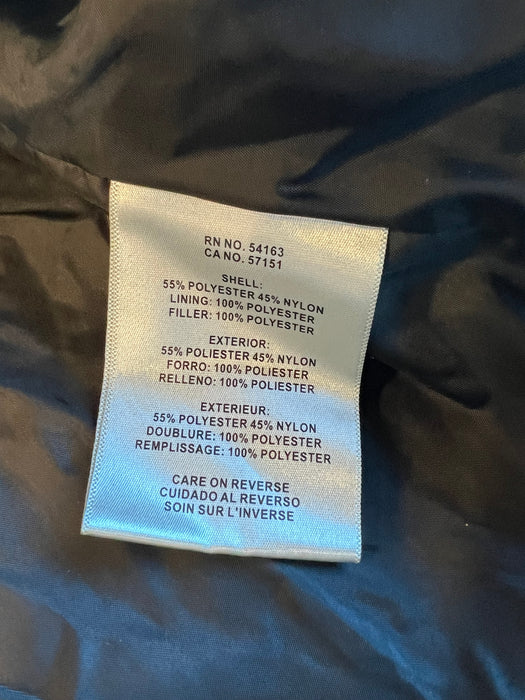 RN NO. 54163
CA NO. 57151
SHELL:
55% POLYESTER 45% NYLON
LINING: 100% POLYESTER
FILLER: 100% POLYESTER
EXTERIOR:
55% POLIESTER 45% NYLON
FORRO: 100% POLIESTER
RELLENO: 100% POLIESTER
EXTERIEUR:
55% POLYESTER 45% NYLON
DOUBLURE: 100% POLYESTER
REMPLISSAGE: 100% POLYESTER
CARE ON REVERSE
CUIDADO AL REVERSO
SOIN SUR L'INVERSE